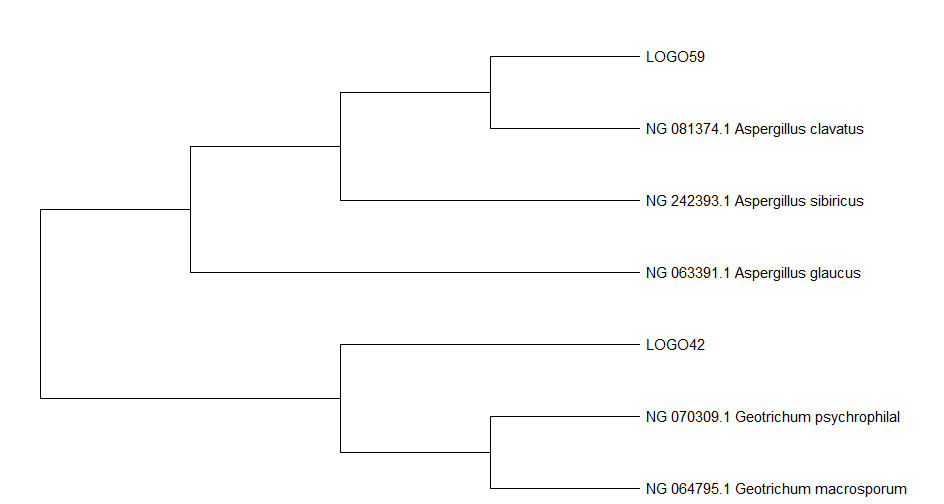 LOGO59
NG 081374.1 Aspergillus clavatus
NG 242393.1 Aspergillus sibiricus
NG 063391.1 Aspergillus glaucus
LOGO42
NG 070309.1 Geotrichum psychrophilal
NG 064795.1 Geotrichum macrosporum